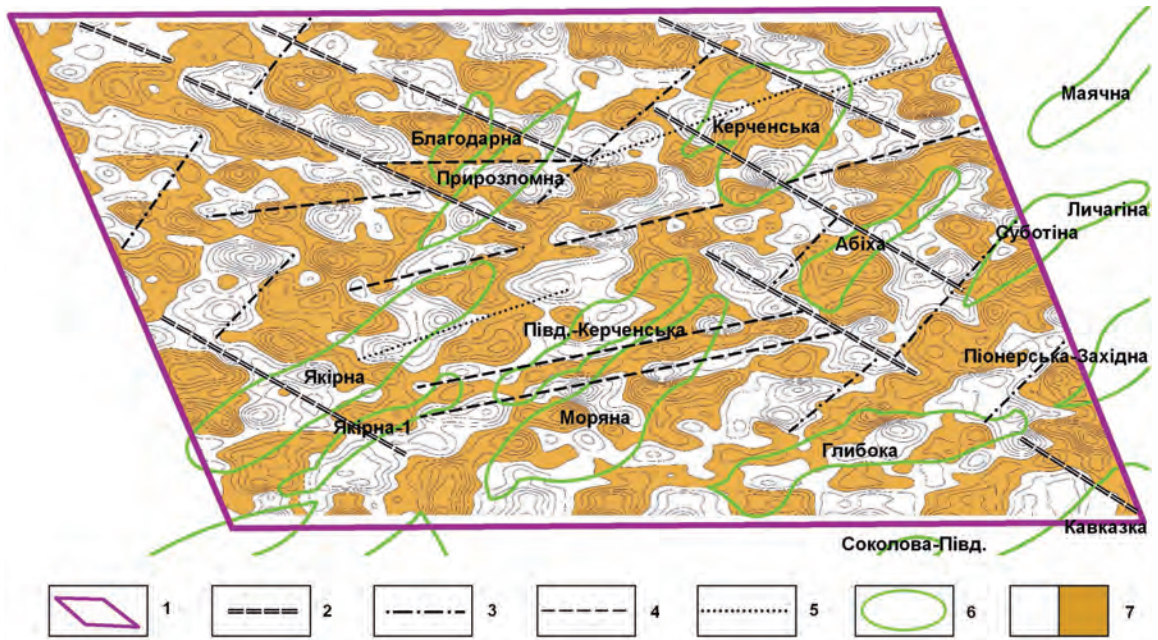 Маячна
Благодарна
Керченська
Прирозломна
Личагіна
Суботіна
Абіха
Півд.-Керченська
Піонерська-Західна
Якірна
Якірна-1
Моряна
Глибока
Кавказка
Соколова-Півд.
1 2 3 4 5 6 7